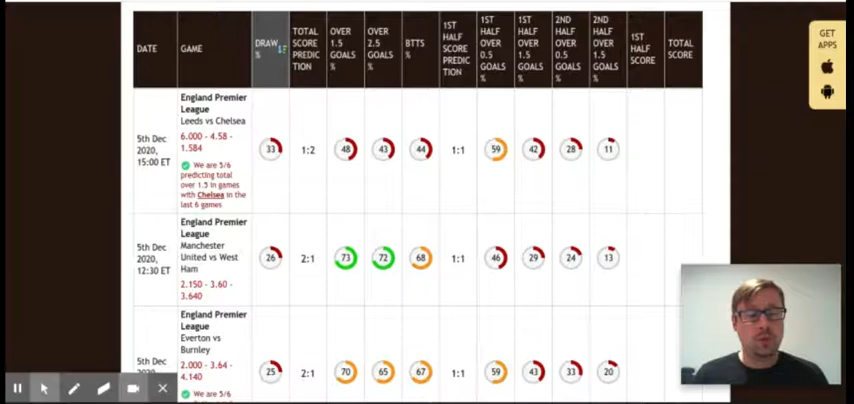 DATE
GAME
DRAW
%
TOTAL
SCORE
PREDIC
TION
OVER
1.5
GOALS
%
OVER
2.5
GOALS
%
BTTS
%
1ST
HALF
SCORE
PREDIC
TION
1ST
HALF
OVER
0.5
GOALS
%
1ST
HALF
OVER
1.5
GOALS
%
2ND
HALF
OVER
0.5
GOALS
%
2ND
HALF
OVER
1.5
GOALS
%
1ST
HALF
SCORE
TOTAL
SCORE
GET
APPS
5th Dec
2020,
15:00 ET
England Premier
League
Leeds vs Chelsea
6.000 - 4.58 -
1.584
We are 5/6
predicting total
over 1.5 in games
with Chelsea in the
last 6 games
33
1:2
48
43
44
1:1
59
42
28
11
5th Dec
2020,
12:30 ET
England Premier
League
Manchester
United vs West
Ham
2.150 - 3.60 -
3.640
26
2:1
73
72
68
1:1
46
29
24
13
5th Dec
England Premier
League
Everton vs
Burnley
2.000 - 3.64 -
4.140
We are 5/6
25
2:1
70
65
67
1:1
59
43
33
20